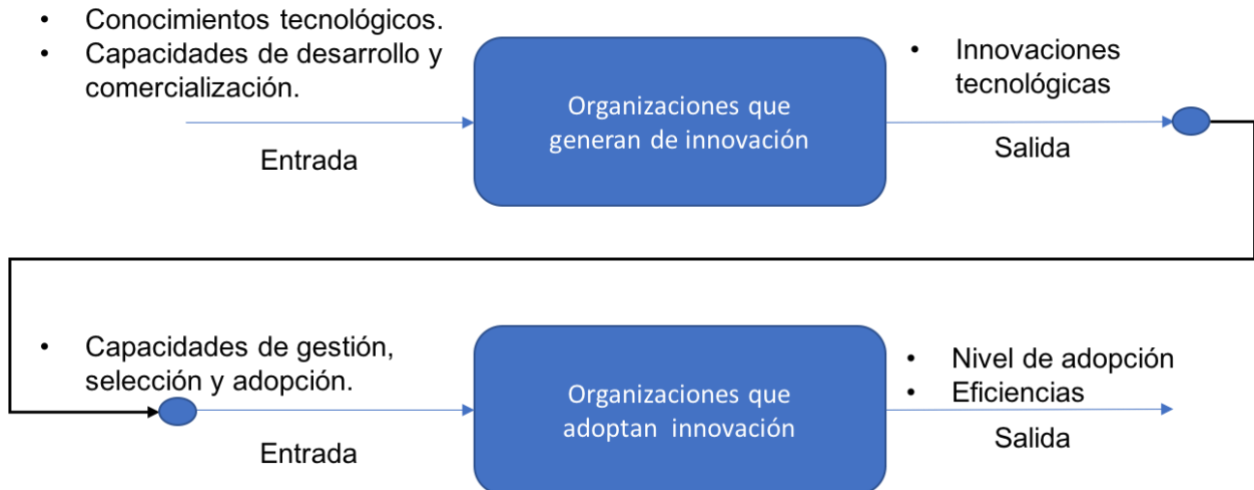 • Conocimientos tecnológicos.
• Capacidades de desarrollo y
comercialización.
Entrada
Organizaciones que
generan de innovación
• Innovaciones
tecnológicas
Salida
• Capacidades de gestión,
selección y adopción.
Entrada
Organizaciones que
adoptan innovación
• Nivel de adopción
• Eficiencias
Salida